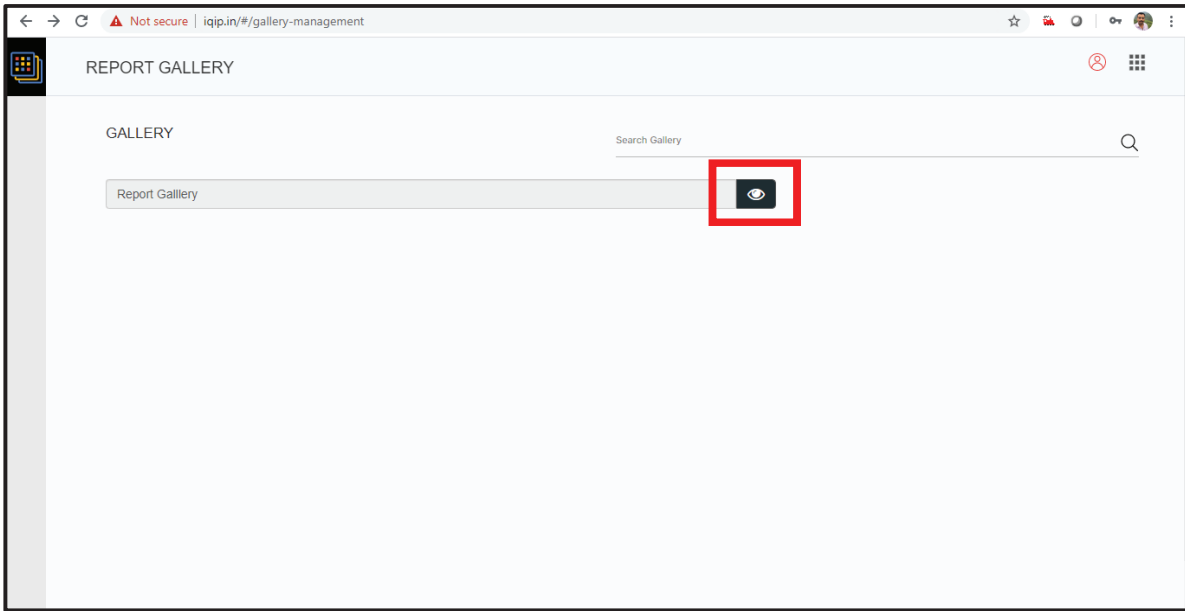 Not secure | iqip.in/#/gallery-management
REPORT GALLERY
GALLERY
Search Gallery
Report Galllery